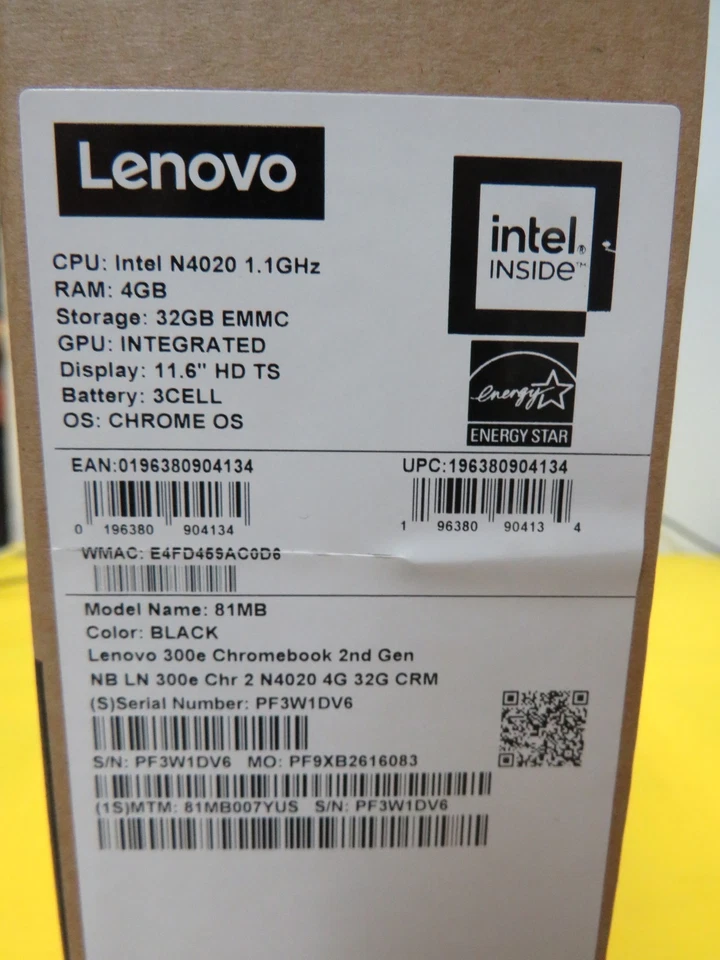 Lenovo
intel®
INSIDE™
CPU: Intel N4020 1.1GHz
RAM: 4GB
Storage: 32GB EMMC
GPU: INTEGRATED
Display: 11.6" HD TS
Battery: 3CELL
OS: CHROME OS
energy
ENERGY STAR
EAN:0196380904134
UPC:196380904134
0 196380 904134
1 96380 90413 4
WMAC: E4FD459AC0D6
Model Name: 81MB
Color: BLACK
Lenovo 300e Chromebook 2nd Gen
NB LN 300e Chr 2 N4020 4G 32G CRM
(S)Serial Number: PF3W1DV6
S/N: PF3W1DV6 MO: PF9XB2616083
(1S)MTM: 81MB007YUS S/N: PF3W1DV6